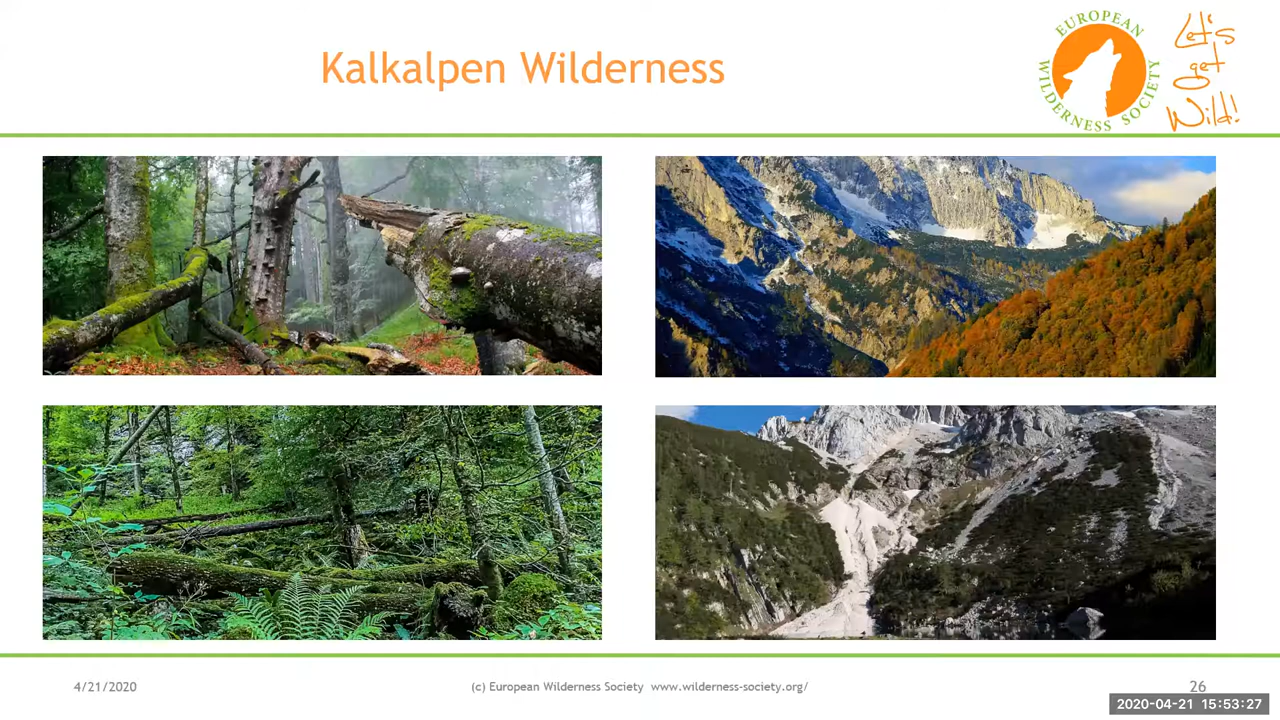 Kalkalpen Wilderness
EUROPEAN
WILDERNESS SOCIETY
Let's
get
Wild!
4/21/2020
(c) European Wilderness Society www.wilderness-society.org/
26
2020-04-21 15:53:27